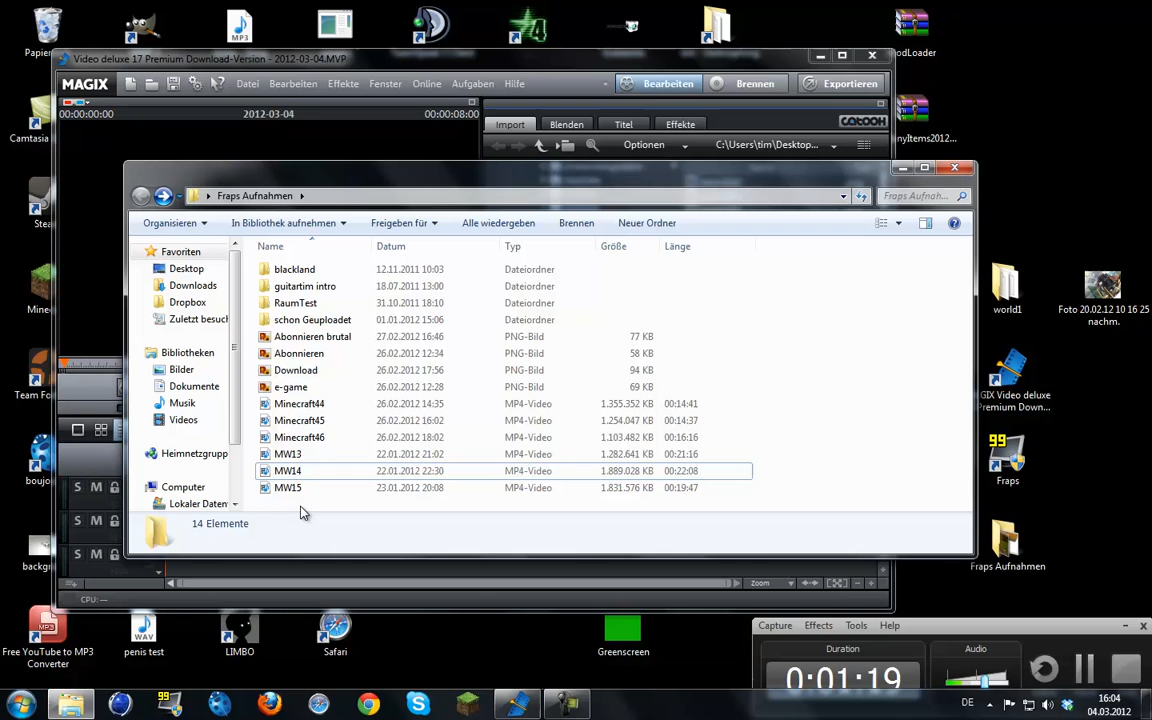 Papier
MP3
odLoader
Video deluxe 17 Premium Download-Version - 2012-03-04.MVP
MAGIX Datei Bearbeiten Effekte Fenster Online Aufgaben Hilfe Bearbeiten Brennen Exportieren
00:00:00:00 2012-03-04 00:00:08:00
Import Blenden Titel Effekte CATOOH
Optionen C:\Users\tim\Desktop...
Camtasia
nyItems2012...
Fraps Aufnahmen
Fraps Aufnah...
Organisieren In Bibliothek aufnehmen Freigeben für Alle wiedergeben Brennen Neuer Ordner
Name Datum Typ Größe Länge
Favoriten
Desktop
Downloads
Dropbox
Zuletzt besuch
Bibliotheken
Bilder
Dokumente
Musik
Videos
Heimnetzgrupp
Computer
Lokaler Daten
blackland 12.11.2011 10:03 Dateiordner
guitartim intro 18.07.2011 13:00 Dateiordner
RaumTest 31.10.2011 18:10 Dateiordner
schon Geuploadet 01.01.2012 15:06 Dateiordner
Abonnieren brutal 27.02.2012 16:46 PNG-Bild 77 KB
Abonnieren 26.02.2012 12:34 PNG-Bild 58 KB
Download 26.02.2012 17:56 PNG-Bild 94 KB
e-game 26.02.2012 12:28 PNG-Bild 69 KB
Minecraft44 26.02.2012 14:35 MP4-Video 1.355.352 KB 00:14:41
Minecraft45 26.02.2012 16:02 MP4-Video 1.254.047 KB 00:14:37
Minecraft46 26.02.2012 18:02 MP4-Video 1.103.482 KB 00:16:16
MW13 22.01.2012 21:02 MP4-Video 1.282.641 KB 00:21:16
MW14 22.01.2012 22:30 MP4-Video 1.889.028 KB 00:22:08
MW15 23.01.2012 20:08 MP4-Video 1.831.576 KB 00:19:47
14 Elemente
Stea
Mine
Team Fo
boujou
backg
S M
S M
S M
Zoom
CPU: ---
world1
Foto 20.02.12 10 16 25
nachm.
GIX Video deluxe
Premium Down...
99
Fraps
Fraps Aufnahmen
MP3
Free YouTube to MP3
Converter
WAV
penis test
LIMBO
Safari
Greenscreen
Capture Effects Tools Help
Duration
0:01:19
Audio
99
DE
16:04
04.03.2012